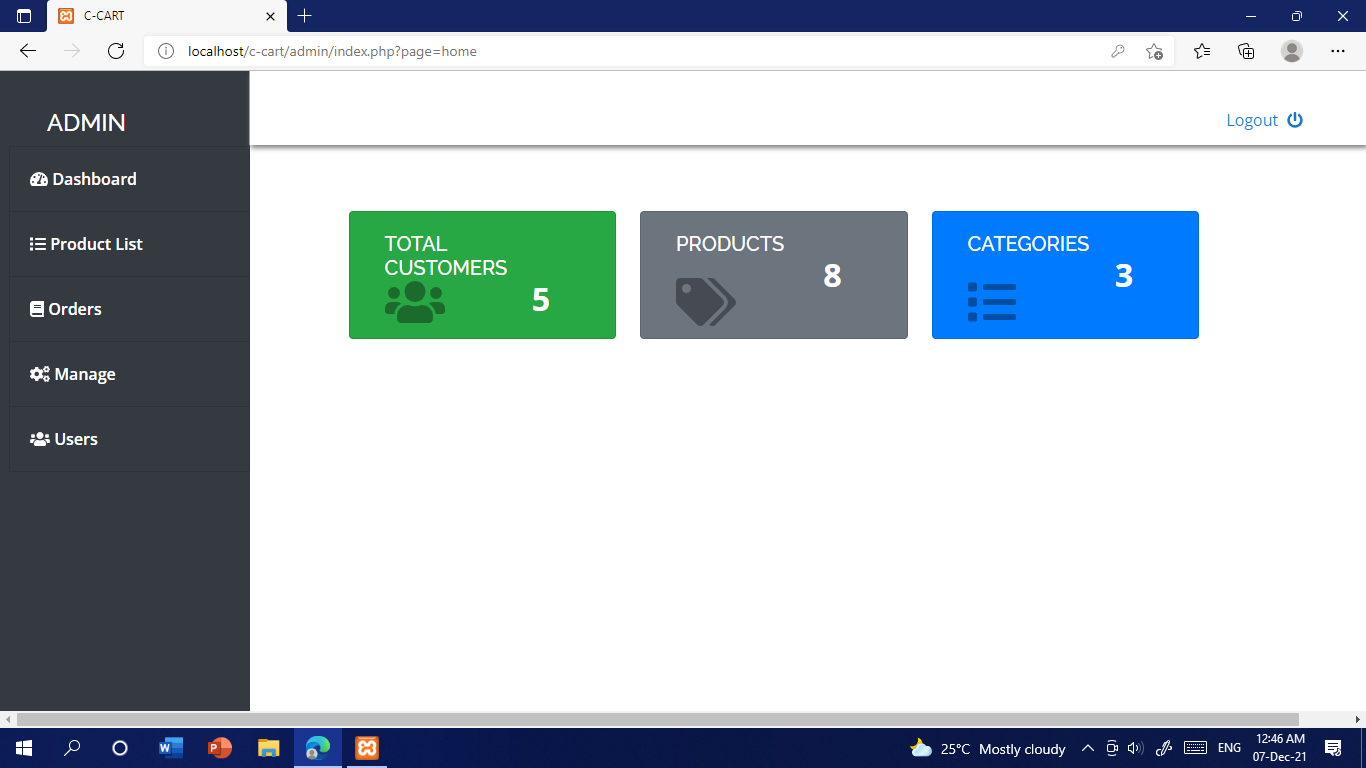 C-CART
localhost/c-cart/admin/index.php?page=home
ADMIN
Logout
Dashboard
Product List
Orders
Manage
Users
TOTAL
CUSTOMERS
5
PRODUCTS
8
CATEGORIES
3
25°C Mostly cloudy
ENG
12:46 AM
07-Dec-21